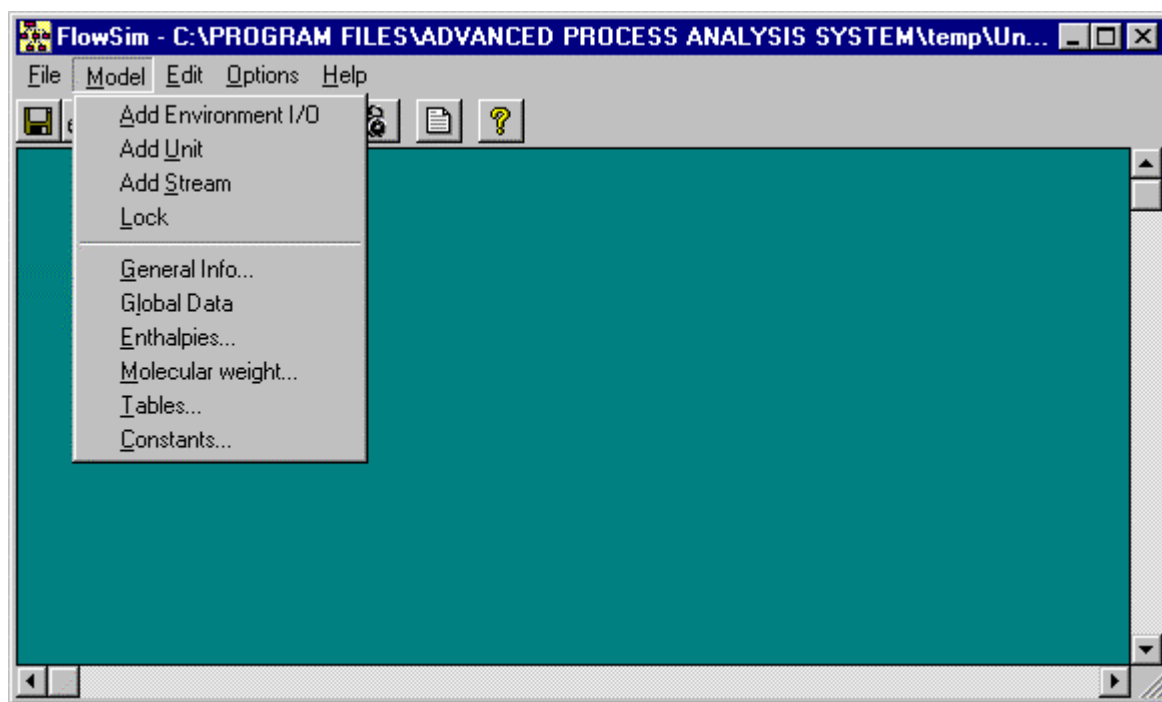 FlowSim - C:\PROGRAM FILES\ADVANCED PROCESS ANALYSIS SYSTEM\temp\Un...
File Model Edit Options Help
Add Environment I/O
Add Unit
Add Stream
Lock
General Info...
Global Data
Enthalpies...
Molecular weight...
Tables...
Constants...